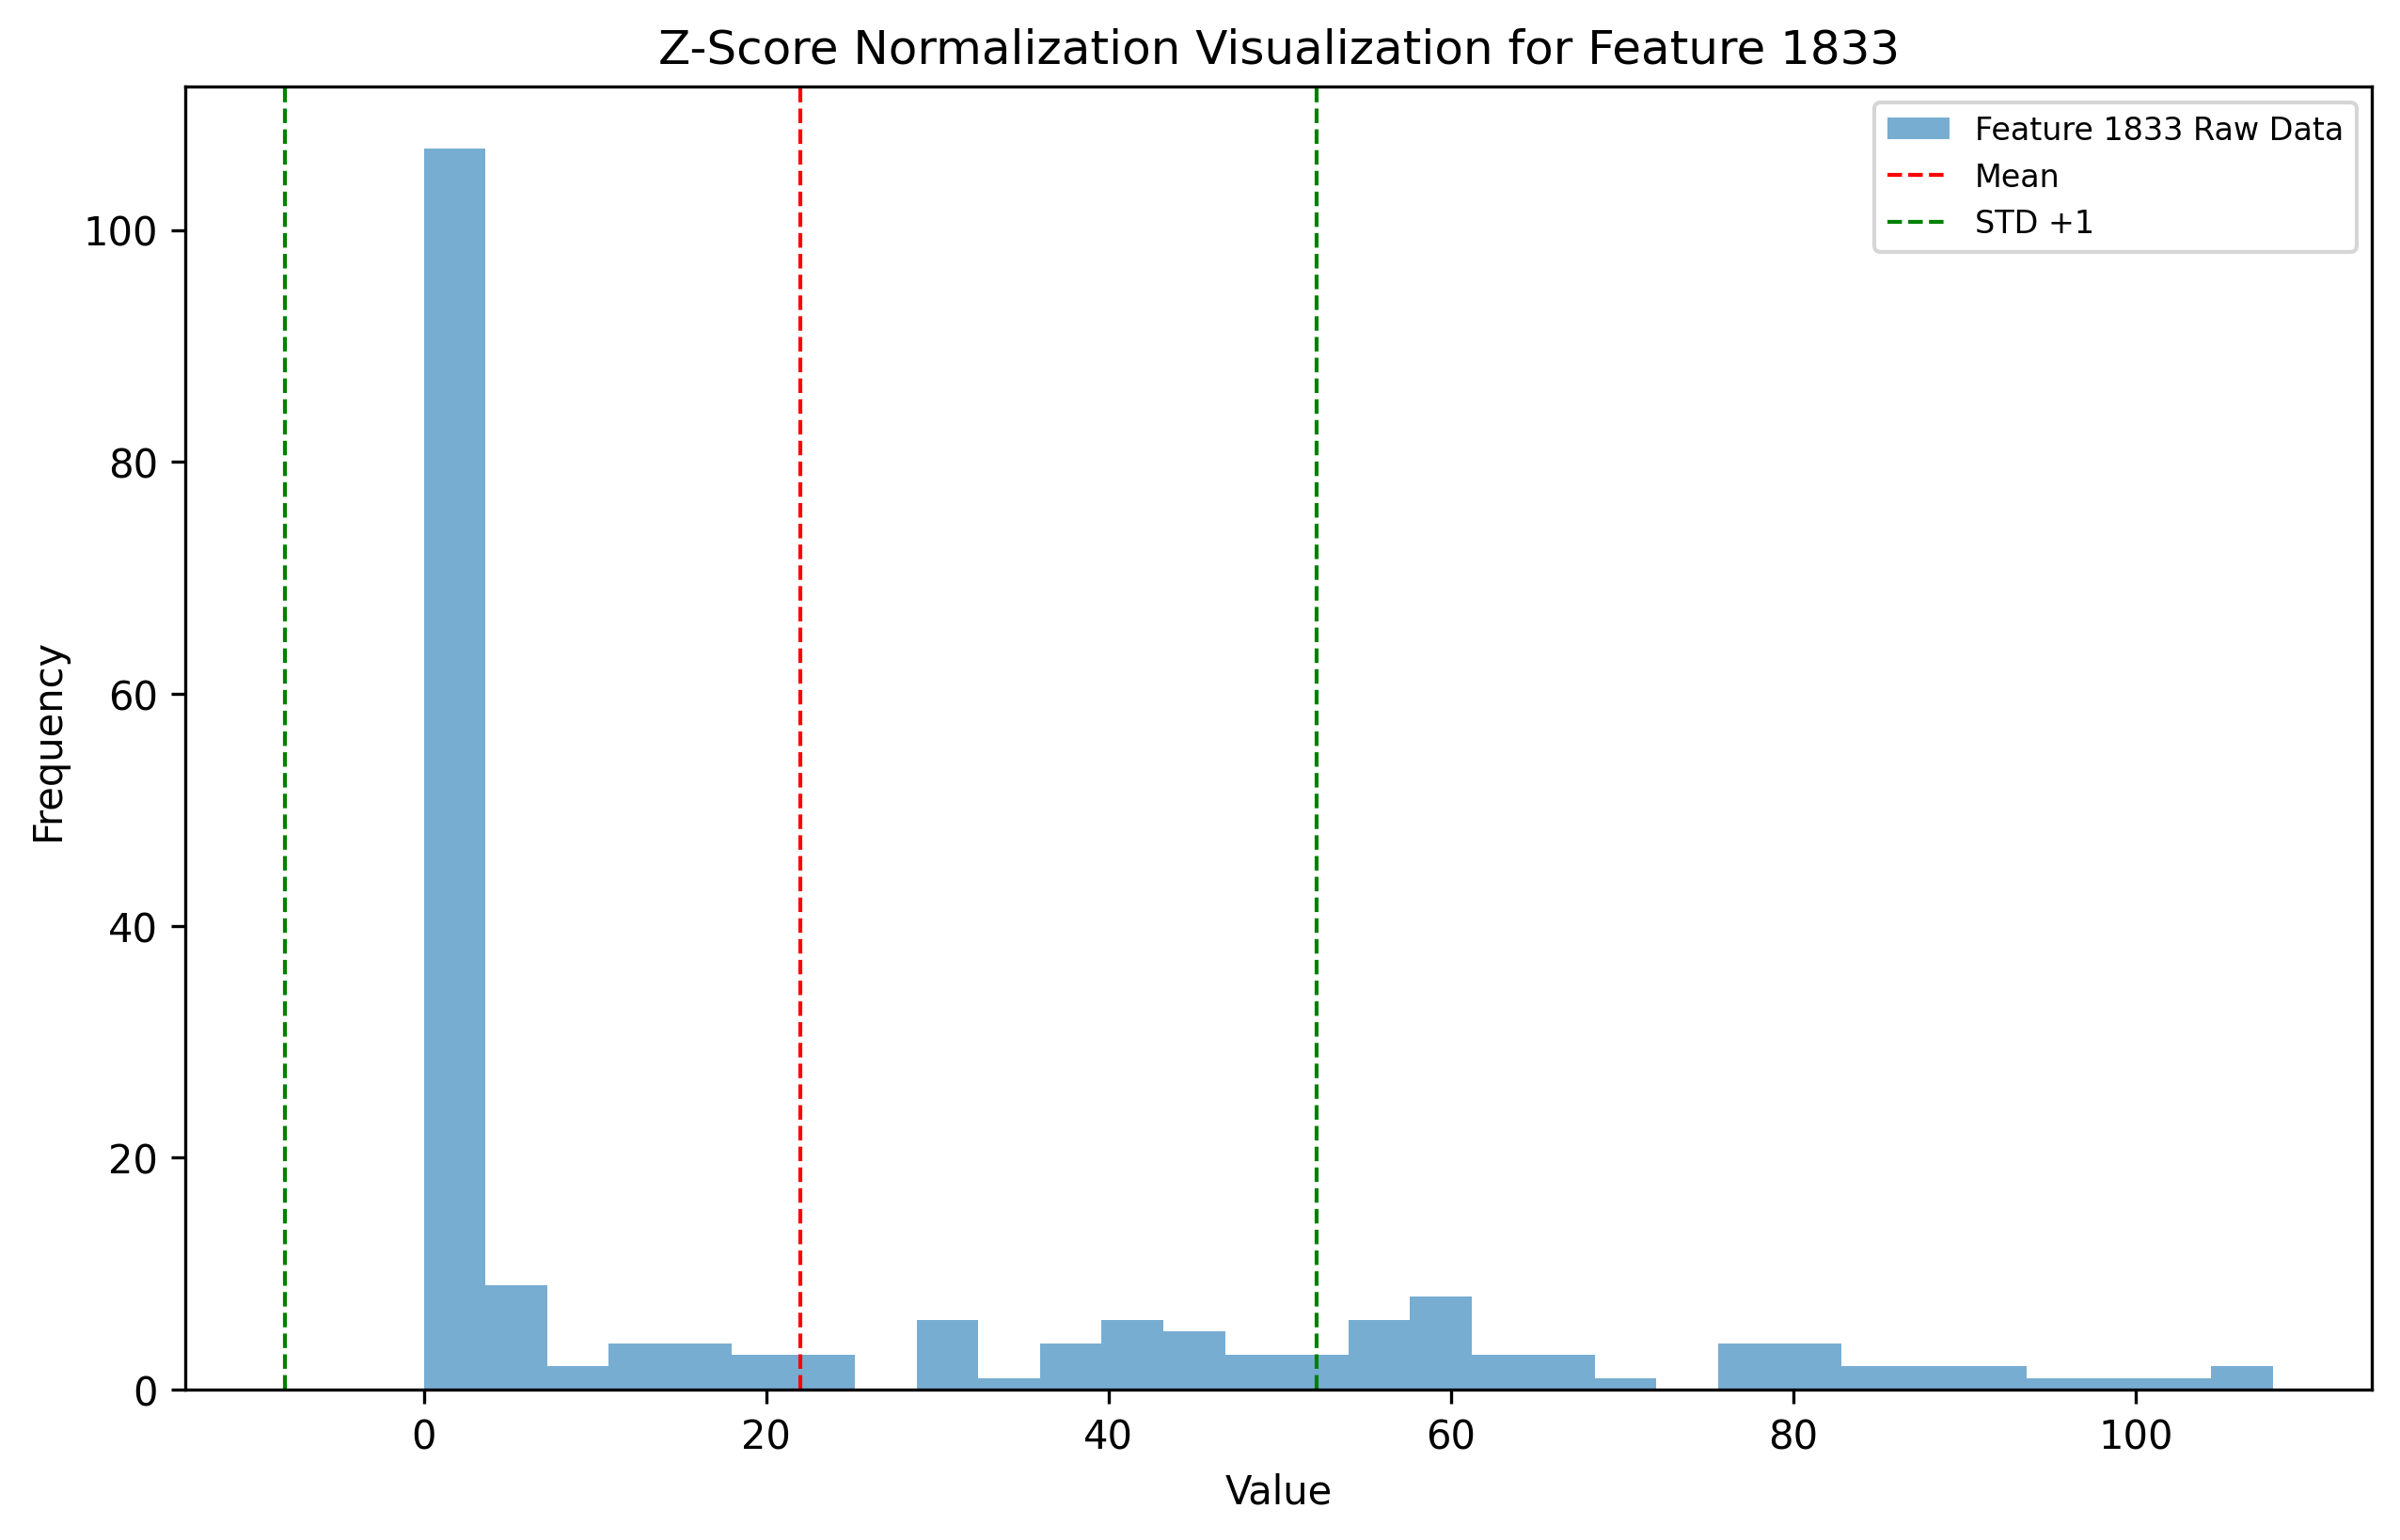 Z-Score Normalization Visualization for Feature 1833
Feature 1833 Raw Data
Mean
STD +1
Frequency
100
80
60
40
20
0
0 20 40 60 80 100
Value